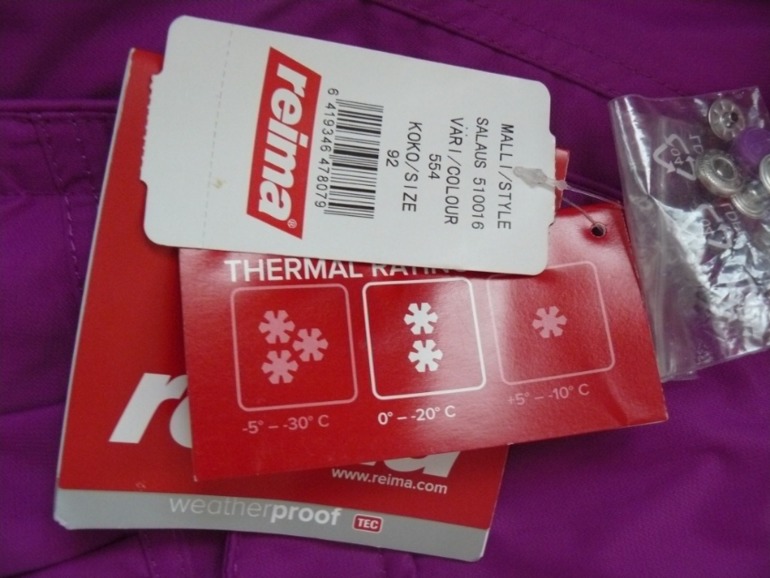 reima
6 419346 478079
MALLI/STYLE
SALAUS 510016
VÄRI/COLOUR
554
KOKO/SIZE
92
THERMAL RATING
-5° – -30° C
0° – -20° C
+5° – -10° C
www.reima.com
weatherproof TEC